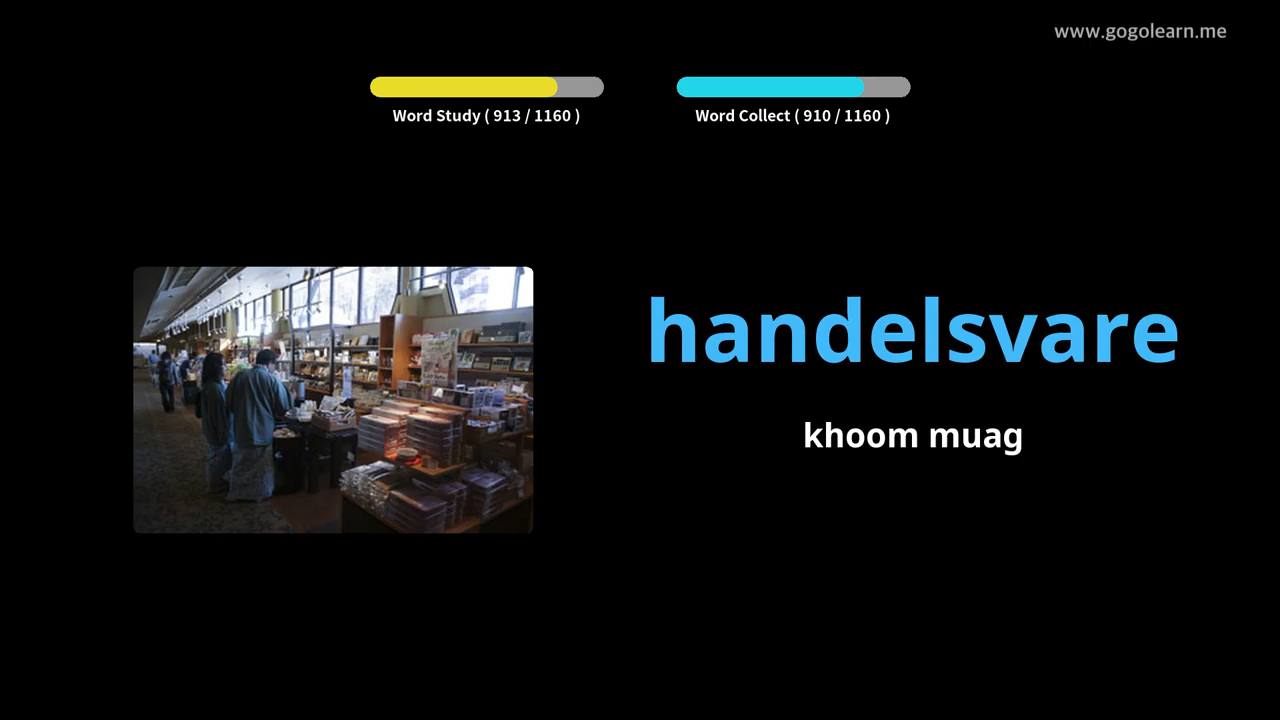 www.gogolearn.me
Word Study ( 913 / 1160 )
Word Collect ( 910 / 1160 )
handelsvare
khoom muag